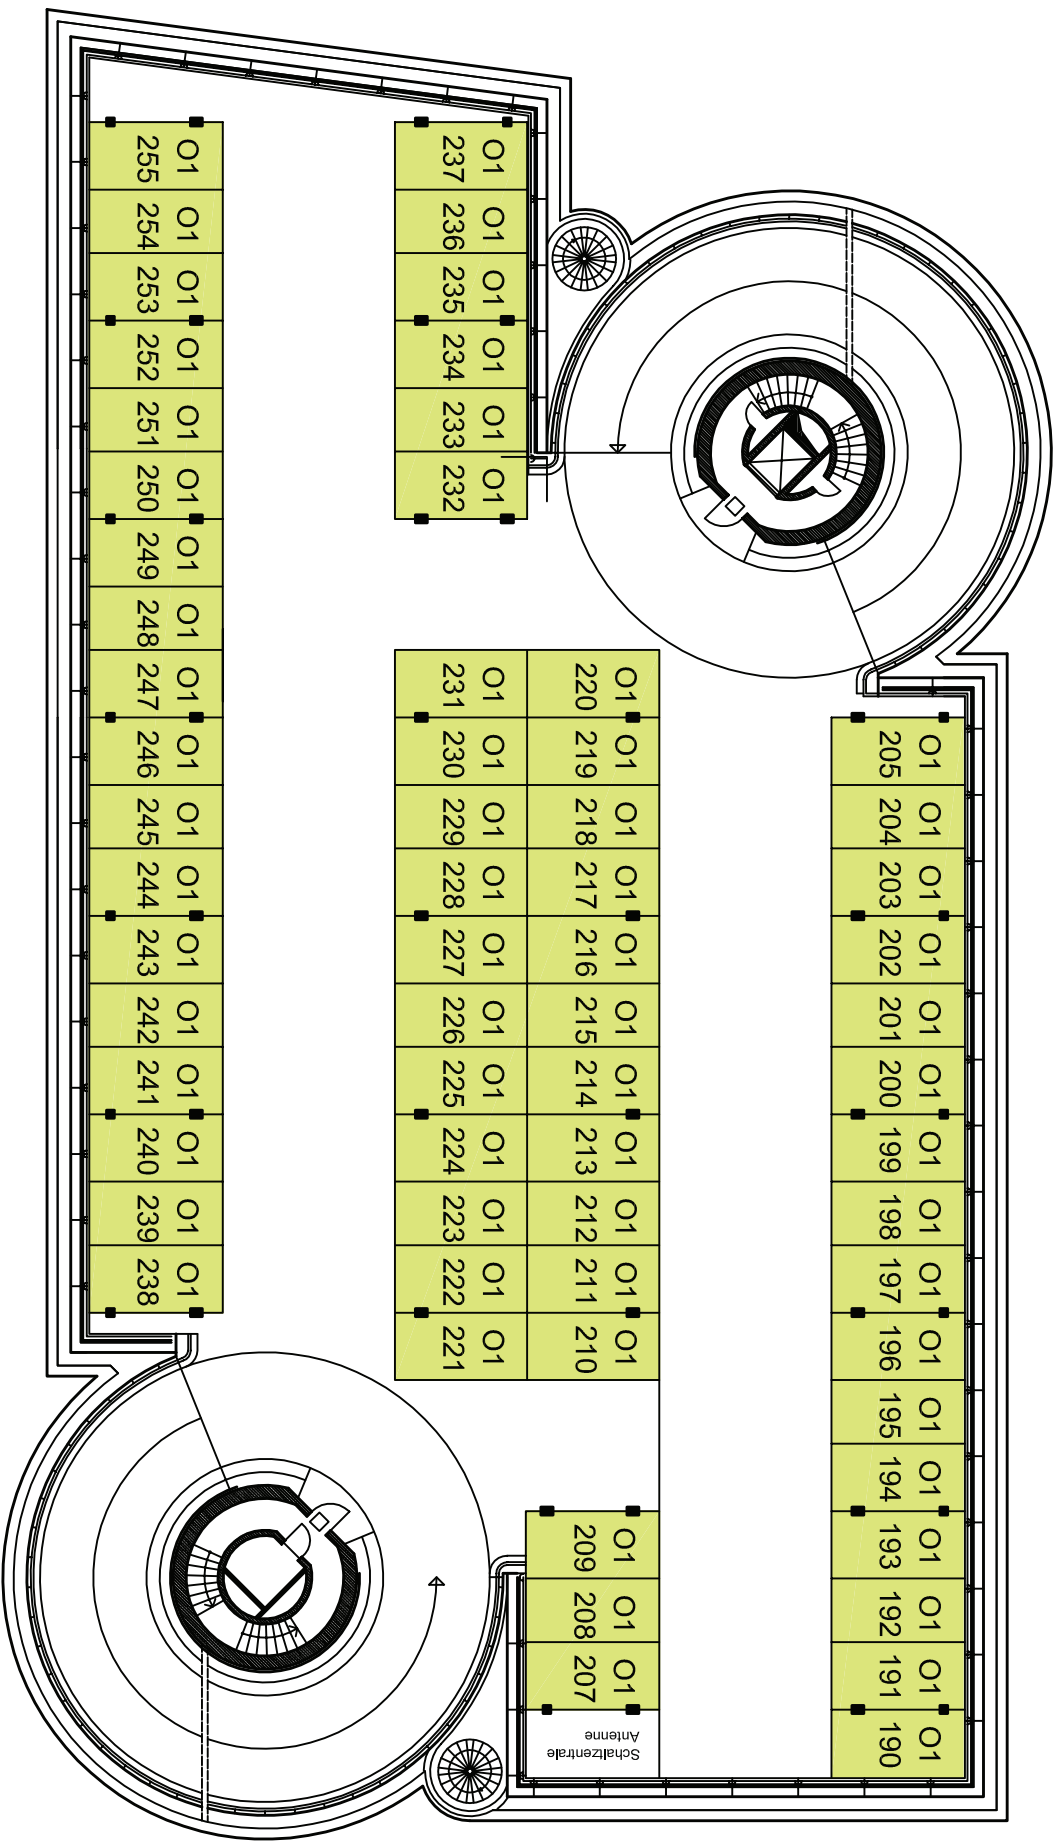 O1
205
O1
204
O1
203
O1
202
O1
201
O1
200
O1
199
O1
198
O1
197
O1
196
O1
195
O1
194
O1
193
O1
192
O1
191
O1
190
O1
220
O1
219
O1
218
O1
217
O1
216
O1
215
O1
214
O1
213
O1
212
O1
211
O1
210
O1
209
O1
208
O1
207
Schaltzentrale
Antenne
O1
237
O1
236
O1
235
O1
234
O1
233
O1
232
O1
231
O1
230
O1
229
O1
228
O1
227
O1
226
O1
225
O1
224
O1
223
O1
222
O1
221
O1
255
O1
254
O1
253
O1
252
O1
251
O1
250
O1
249
O1
248
O1
247
O1
246
O1
245
O1
244
O1
243
O1
242
O1
241
O1
240
O1
239
O1
238